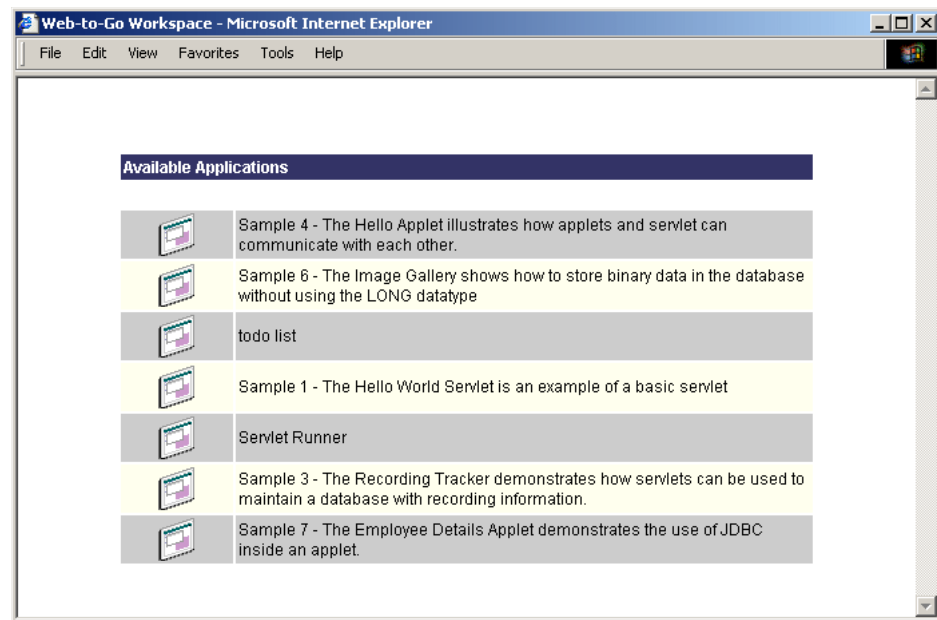 Web-to-Go Workspace - Microsoft Internet Explorer
File Edit View Favorites Tools Help
Available Applications
Sample 4 - The Hello Applet illustrates how applets and servlet can
communicate with each other.
Sample 6 - The Image Gallery shows how to store binary data in the database
without using the LONG datatype
todo list
Sample 1 - The Hello World Servlet is an example of a basic servlet
Servlet Runner
Sample 3 - The Recording Tracker demonstrates how servlets can be used to
maintain a database with recording information.
Sample 7 - The Employee Details Applet demonstrates the use of JDBC
inside an applet.